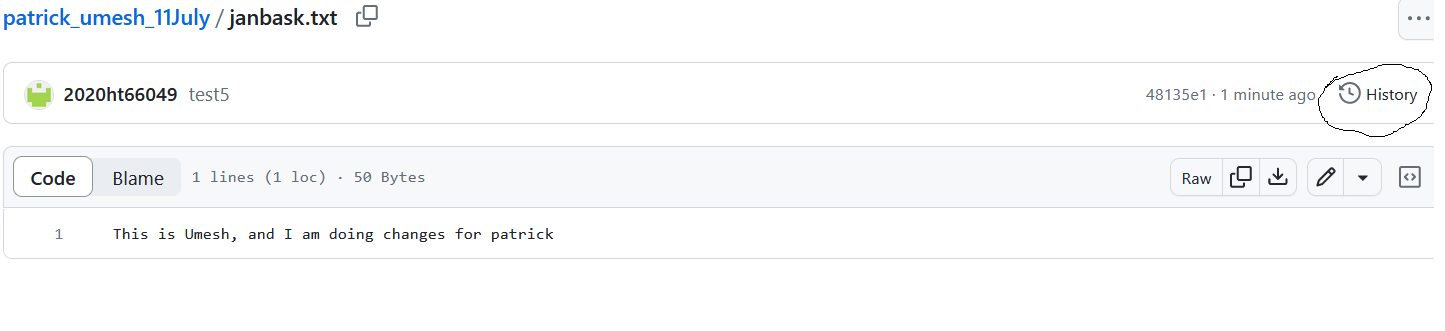 patrick_umesh_11July / janbask.txt
2020ht66049 test5 48135e1 · 1 minute ago History
Code Blame 1 lines (1 loc) · 50 Bytes Raw
1 This is Umesh, and I am doing changes for patrick